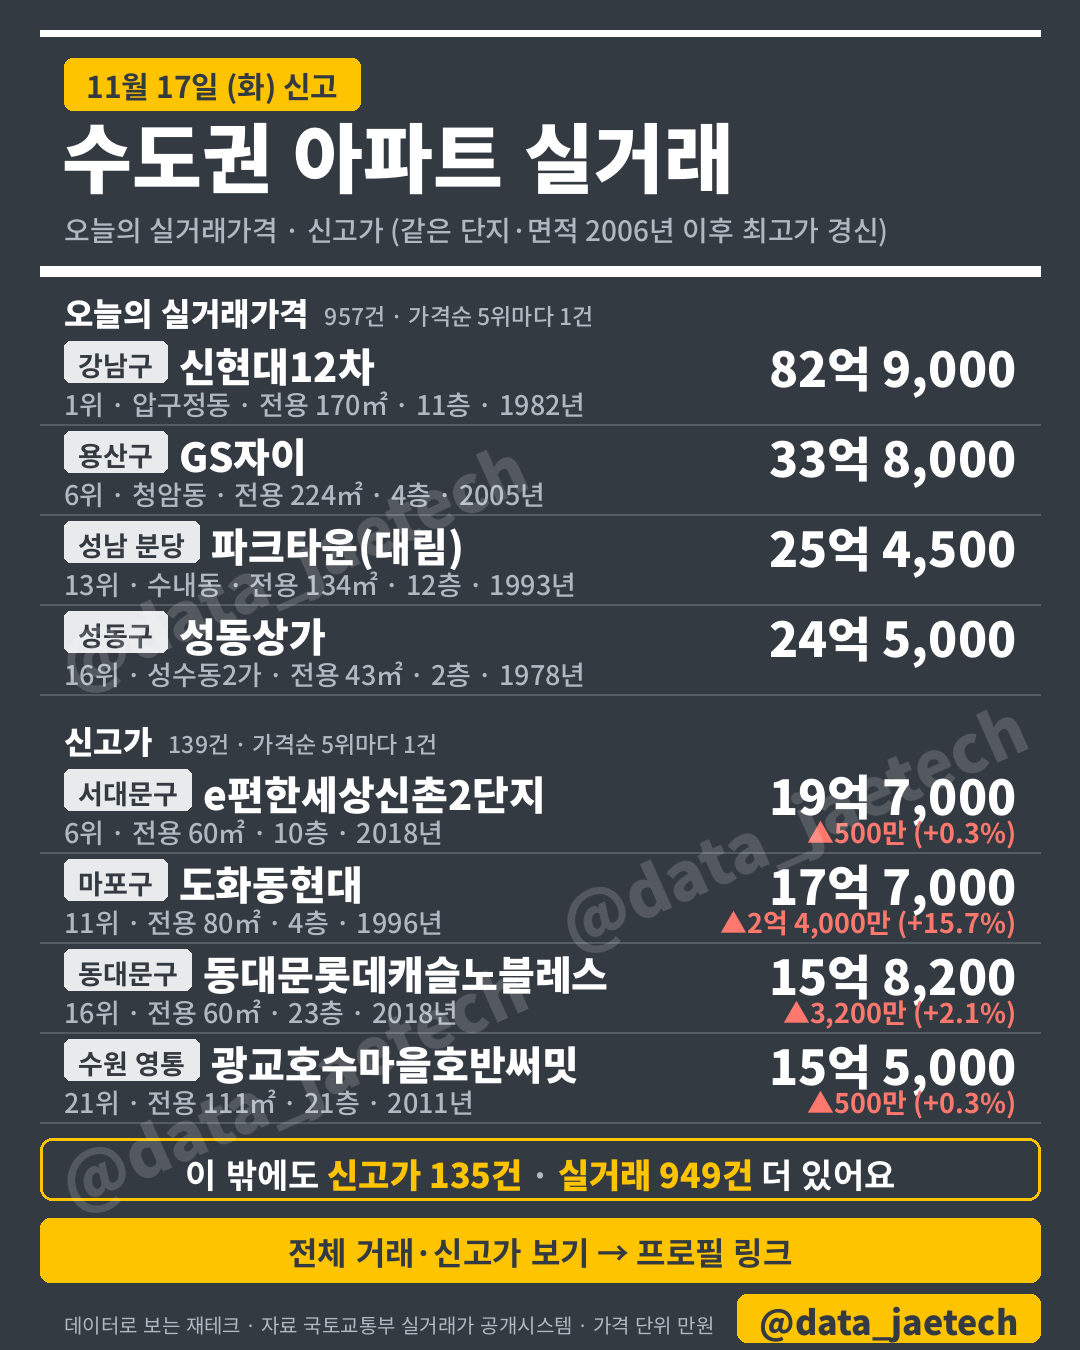 11월 17일 (화) 신고
수도권 아파트 실거래
오늘의 실거래가격 · 신고가 (같은 단지·면적 2006년 이후 최고가 경신)
오늘의 실거래가격 957건 · 가격순 5위마다 1건
강남구 신현대12차 82억 9,000
1위 · 압구정동 · 전용 170㎡ · 11층 · 1982년
용산구 GS자이 33억 8,000
6위 · 청암동 · 전용 224㎡ · 4층 · 2005년
성남 분당 파크타운(대림) 25억 4,500
13위 · 수내동 · 전용 134㎡ · 12층 · 1993년
성동구 성동상가 24억 5,000
16위 · 성수동2가 · 전용 43㎡ · 2층 · 1978년
신고가 139건 · 가격순 5위마다 1건
서대문구 e편한세상신촌2단지 19억 7,000
6위 · 전용 60㎡ · 10층 · 2018년 ▲500만 (+0.3%)
마포구 도화동현대 17억 7,000
11위 · 전용 80㎡ · 4층 · 1996년 ▲2억 4,000만 (+15.7%)
동대문구 동대문롯데캐슬노블레스 15억 8,200
16위 · 전용 60㎡ · 23층 · 2018년 ▲3,200만 (+2.1%)
수원 영통 광교호수마을호반써밋 15억 5,000
21위 · 전용 111㎡ · 21층 · 2011년 ▲500만 (+0.3%)
이 밖에도 신고가 135건 · 실거래 949건 더 있어요
전체 거래·신고가 보기 → 프로필 링크
데이터로 보는 재테크 · 자료 국토교통부 실거래가 공개시스템 · 가격 단위 만원 @data_jaetech
@data_jaetech
@data_jaetech
@data_jaetech